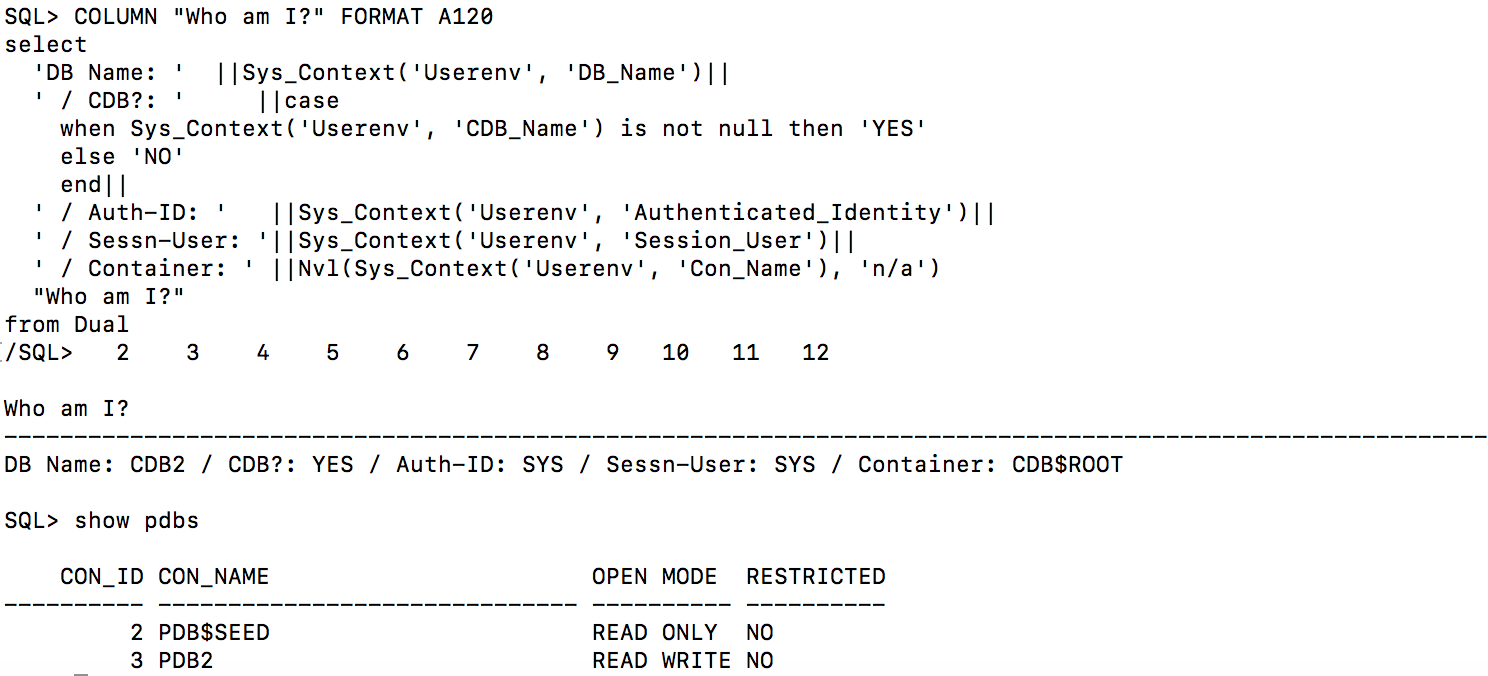 SQL> COLUMN "Who am I?" FORMAT A120
select
  'DB Name: '  ||Sys_Context('Userenv', 'DB_Name')||
  ' / CDB?: '     ||case
    when Sys_Context('Userenv', 'CDB_Name') is not null then 'YES'
    else 'NO'
    end||
  ' / Auth-ID: '   ||Sys_Context('Userenv', 'Authenticated_Identity')||
  ' / Sessn-User: '||Sys_Context('Userenv', 'Session_User')||
  ' / Container: ' ||Nvl(Sys_Context('Userenv', 'Con_Name'), 'n/a')
  "Who am I?"
from Dual
/SQL>   2    3    4    5    6    7    8    9   10   11   12

Who am I?
----------------------------------------------------------------------------------------------------------
DB Name: CDB2 / CDB?: YES / Auth-ID: SYS / Sessn-User: SYS / Container: CDB$ROOT

SQL> show pdbs

    CON_ID CON_NAME                       OPEN MODE  RESTRICTED
---------- ------------------------------ ---------- ----------
         2 PDB$SEED                       READ ONLY  NO
         3 PDB2                           READ WRITE NO